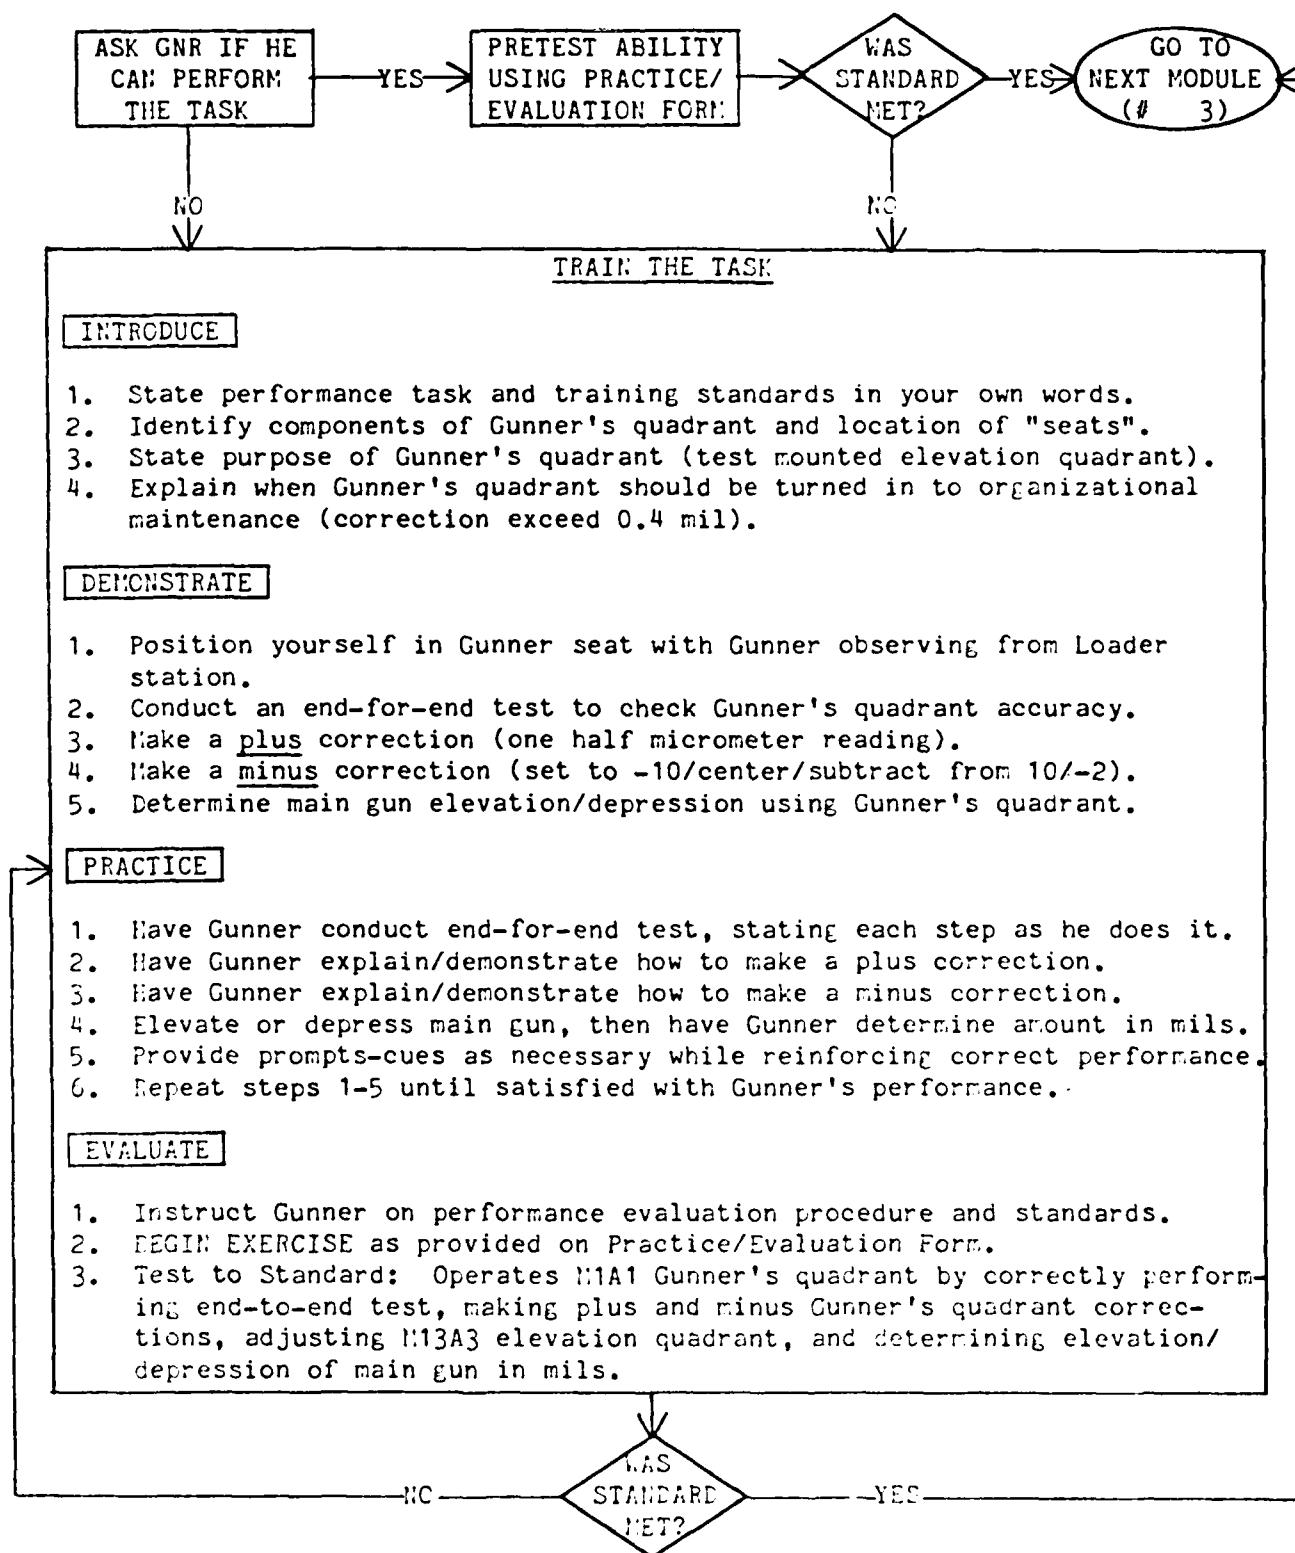 ASK GNR IF HE
CAN PERFORM
THE TASK
YES
PRETEST ABILITY
USING PRACTICE/
EVALUATION FORM
WAS
STANDARD
MET?
YES
GO TO
NEXT MODULE
(# 3)
NO
NO
TRAIN THE TASK
INTRODUCE
1. State performance task and training standards in your own words.
2. Identify components of Gunner's quadrant and location of "seats".
3. State purpose of Gunner's quadrant (test mounted elevation quadrant).
4. Explain when Gunner's quadrant should be turned in to organizational
maintenance (correction exceed 0.4 mil).
DEMONSTRATE
1. Position yourself in Gunner seat with Gunner observing from Loader
station.
2. Conduct an end-for-end test to check Gunner's quadrant accuracy.
3. Make a plus correction (one half micrometer reading).
4. Make a minus correction (set to -10/center/subtract from 10/-2).
5. Determine main gun elevation/depression using Gunner's quadrant.
PRACTICE
1. Have Gunner conduct end-for-end test, stating each step as he does it.
2. Have Gunner explain/demonstrate how to make a plus correction.
3. Have Gunner explain/demonstrate how to make a minus correction.
4. Elevate or depress main gun, then have Gunner determine amount in mils.
5. Provide prompts-cues as necessary while reinforcing correct performance.
6. Repeat steps 1-5 until satisfied with Gunner's performance.
EVALUATE
1. Instruct Gunner on performance evaluation procedure and standards.
2. BEGIN EXERCISE as provided on Practice/Evaluation Form.
3. Test to Standard: Operates M1A1 Gunner's quadrant by correctly perform-
ing end-to-end test, making plus and minus Gunner's quadrant correc-
tions, adjusting M13A3 elevation quadrant, and determining elevation/
depression of main gun in mils.
WAS
STANDARD
MET?
NO
YES